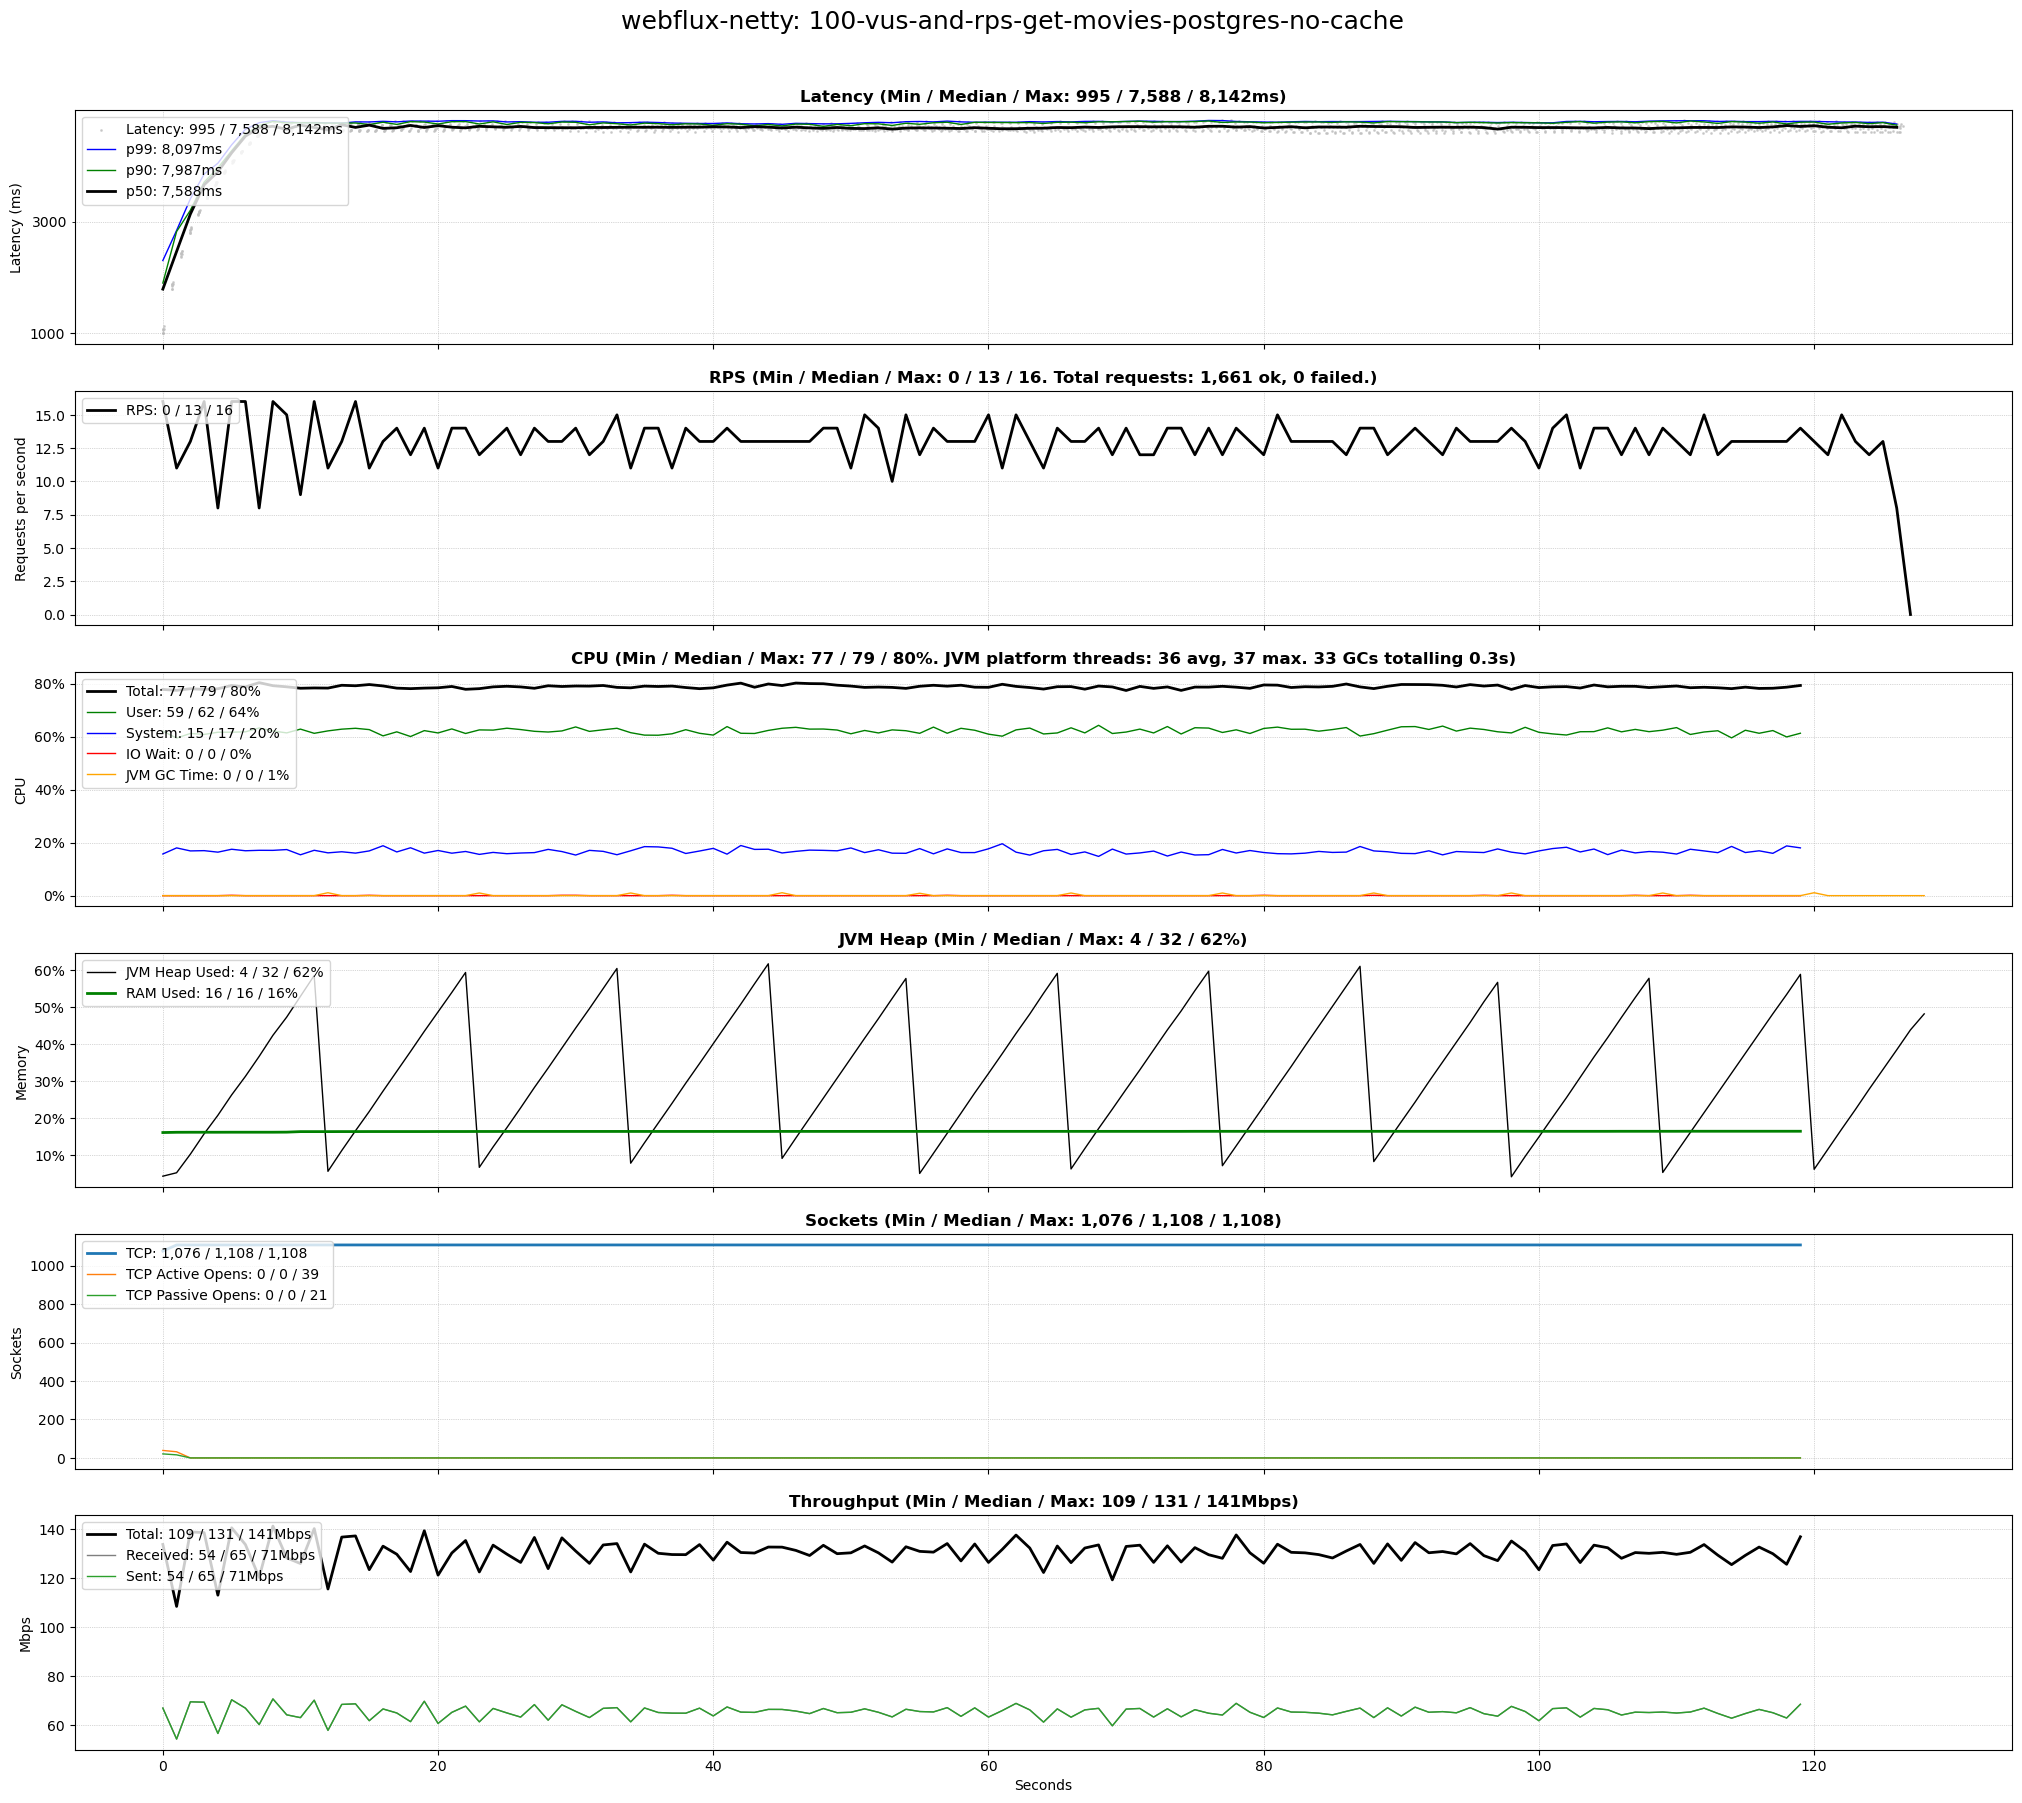 webflux-netty: 100-vus-and-rps-get-movies-postgres-no-cache
Latency (Min / Median / Max: 995 / 7,588 / 8,142ms)
Latency: 995 / 7,588 / 8,142ms
p99: 8,097ms
p90: 7,987ms
p50: 7,588ms
Latency (ms)
3000
1000
RPS (Min / Median / Max: 0 / 13 / 16. Total requests: 1,661 ok, 0 failed.)
RPS: 0 / 13 / 16
Requests per second
15.0
12.5
10.0
7.5
5.0
2.5
0.0
CPU (Min / Median / Max: 77 / 79 / 80%. JVM platform threads: 36 avg, 37 max. 33 GCs totalling 0.3s)
Total: 77 / 79 / 80%
User: 59 / 62 / 64%
System: 15 / 17 / 20%
IO Wait: 0 / 0 / 0%
JVM GC Time: 0 / 0 / 1%
CPU
80%
60%
40%
20%
0%
JVM Heap (Min / Median / Max: 4 / 32 / 62%)
JVM Heap Used: 4 / 32 / 62%
RAM Used: 16 / 16 / 16%
Memory
60%
50%
40%
30%
20%
10%
Sockets (Min / Median / Max: 1,076 / 1,108 / 1,108)
TCP: 1,076 / 1,108 / 1,108
TCP Active Opens: 0 / 0 / 39
TCP Passive Opens: 0 / 0 / 21
Sockets
1000
800
600
400
200
0
Throughput (Min / Median / Max: 109 / 131 / 141Mbps)
Total: 109 / 131 / 141Mbps
Received: 54 / 65 / 71Mbps
Sent: 54 / 65 / 71Mbps
Mbps
140
120
100
80
60
0 20 40 60 80 100 120
Seconds